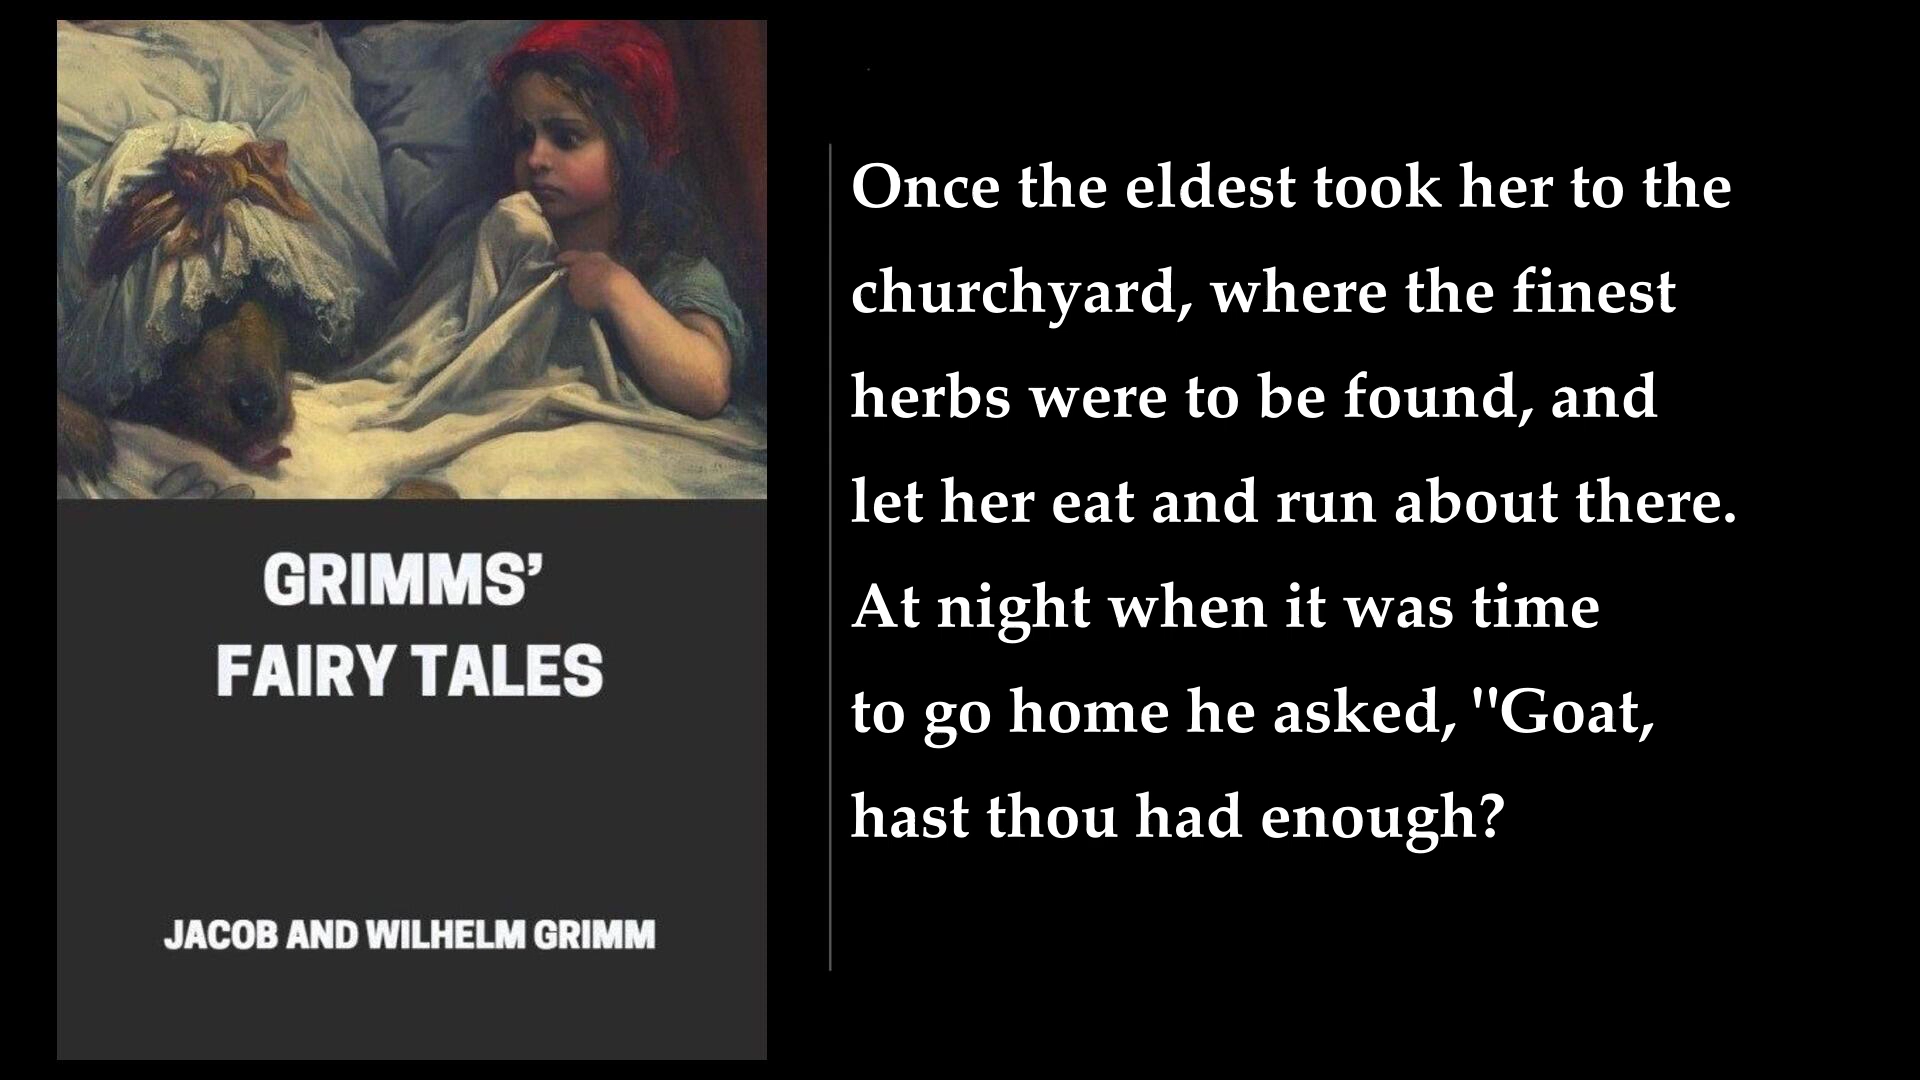 GRIMMS’
FAIRY TALES
JACOB AND WILHELM GRIMM
Once the eldest took her to the
churchyard, where the finest
herbs were to be found, and
let her eat and run about there.
At night when it was time
to go home he asked, "Goat,
hast thou had enough?